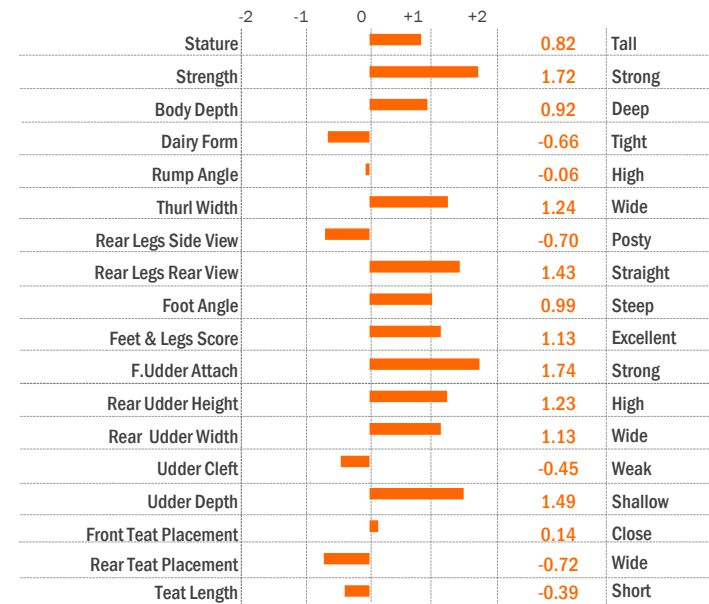 -2 -1 0 +1 +2
Stature 0.82 Tall
Strength 1.72 Strong
Body Depth 0.92 Deep
Dairy Form -0.66 Tight
Rump Angle -0.06 High
Thurl Width 1.24 Wide
Rear Legs Side View -0.70 Posty
Rear Legs Rear View 1.43 Straight
Foot Angle 0.99 Steep
Feet & Legs Score 1.13 Excellent
F.Udder Attach 1.74 Strong
Rear Udder Height 1.23 High
Rear Udder Width 1.13 Wide
Udder Cleft -0.45 Weak
Udder Depth 1.49 Shallow
Front Teat Placement 0.14 Close
Rear Teat Placement -0.72 Wide
Teat Length -0.39 Short